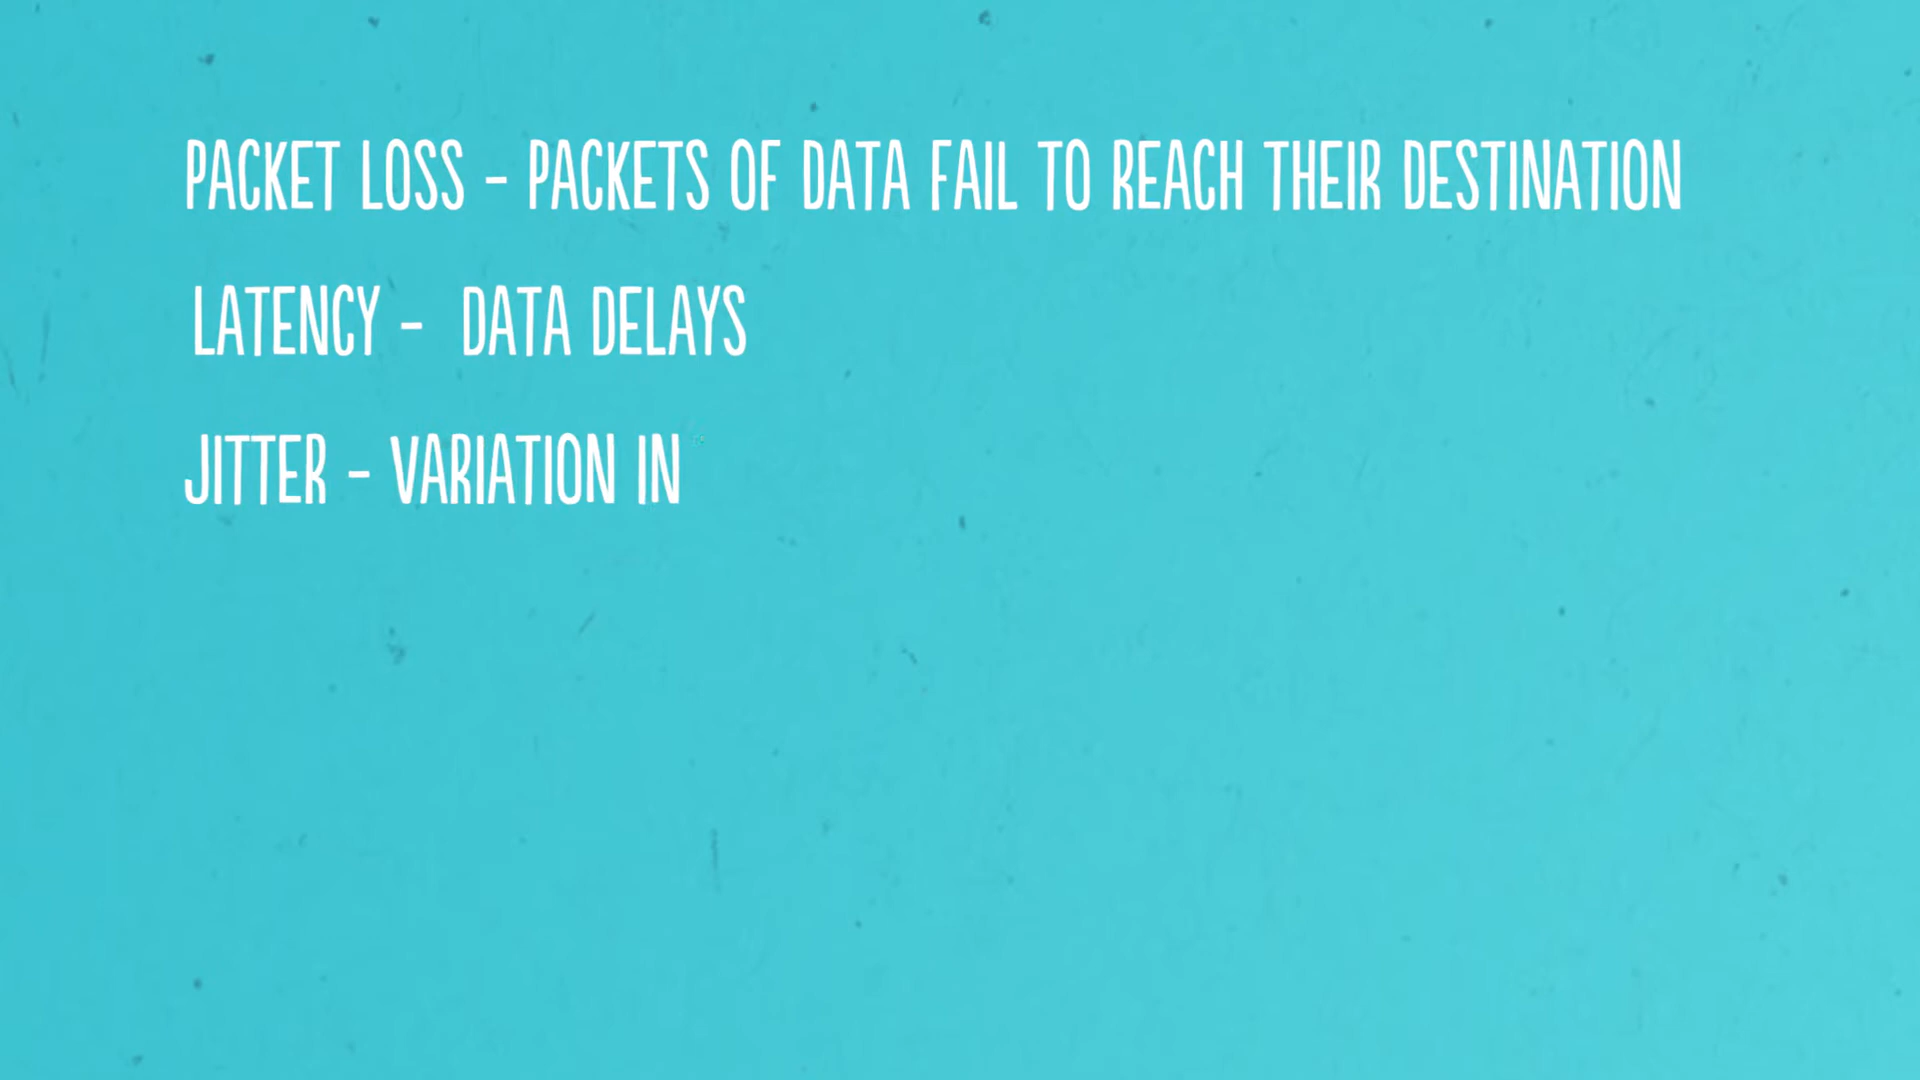 PACKET LOSS - PACKETS OF DATA FAIL TO REACH THEIR DESTINATION
LATENCY - DATA DELAYS
JITTER - VARIATION IN